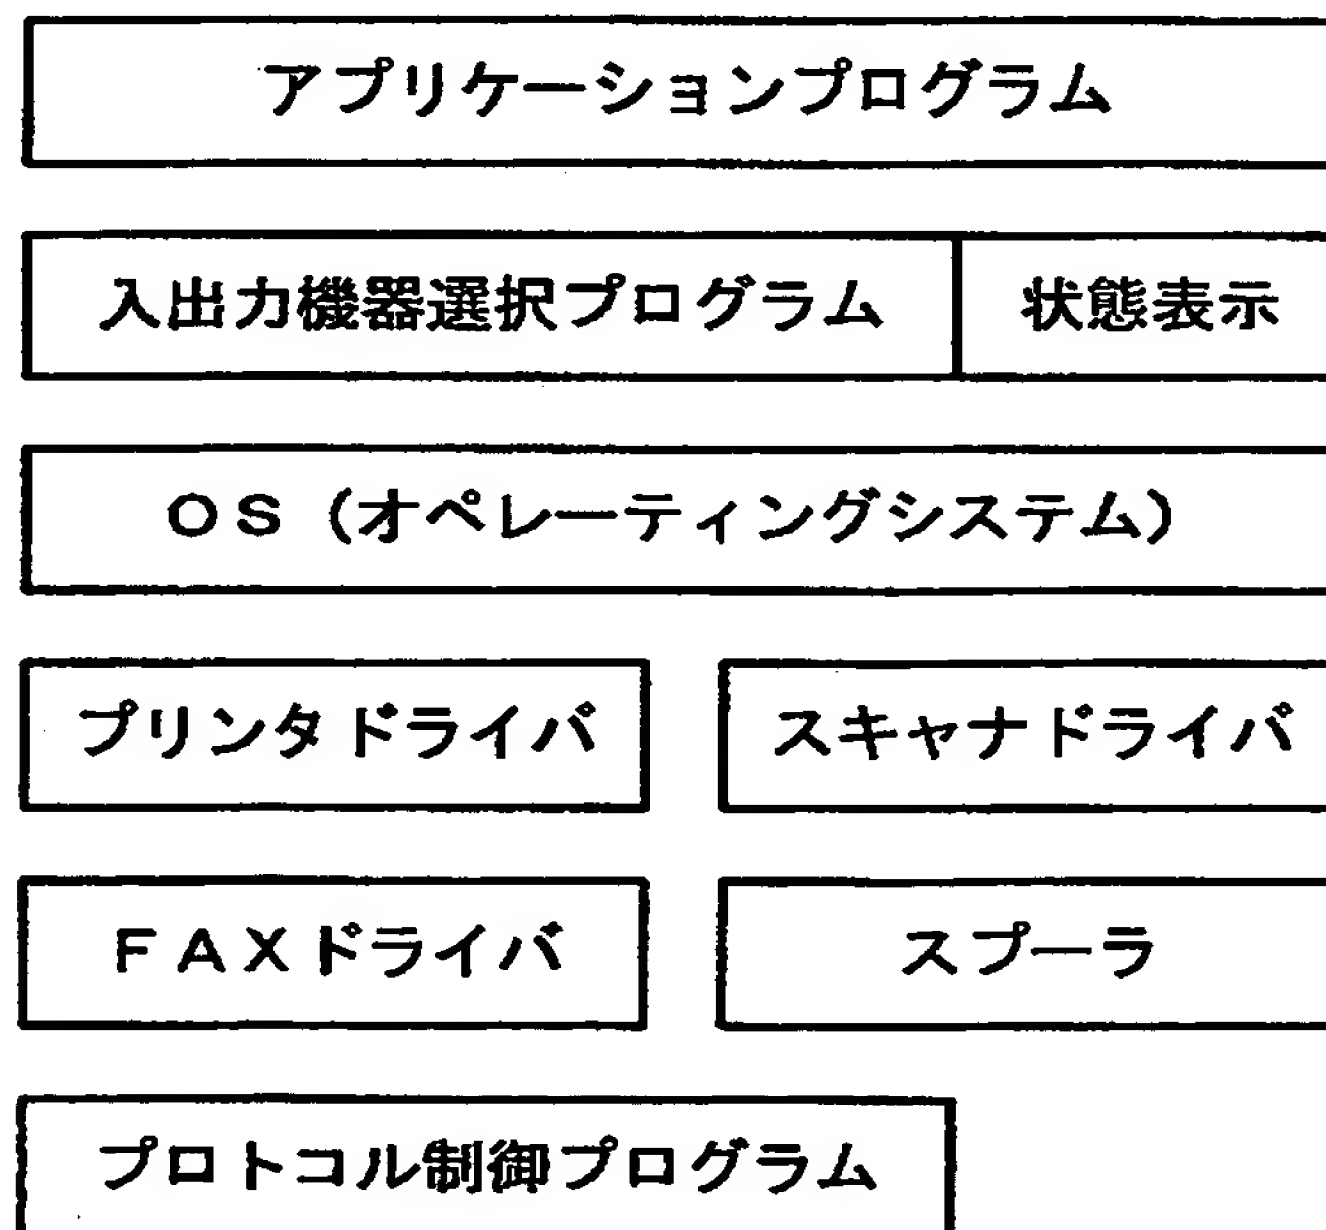 アプリケーションプログラム
入出力機器選択プログラム 状態表示
ＯＳ（オペレーティングシステム）
プリンタドライバ スキャナドライバ
ＦＡＸドライバ スプーラ
プロトコル制御プログラム